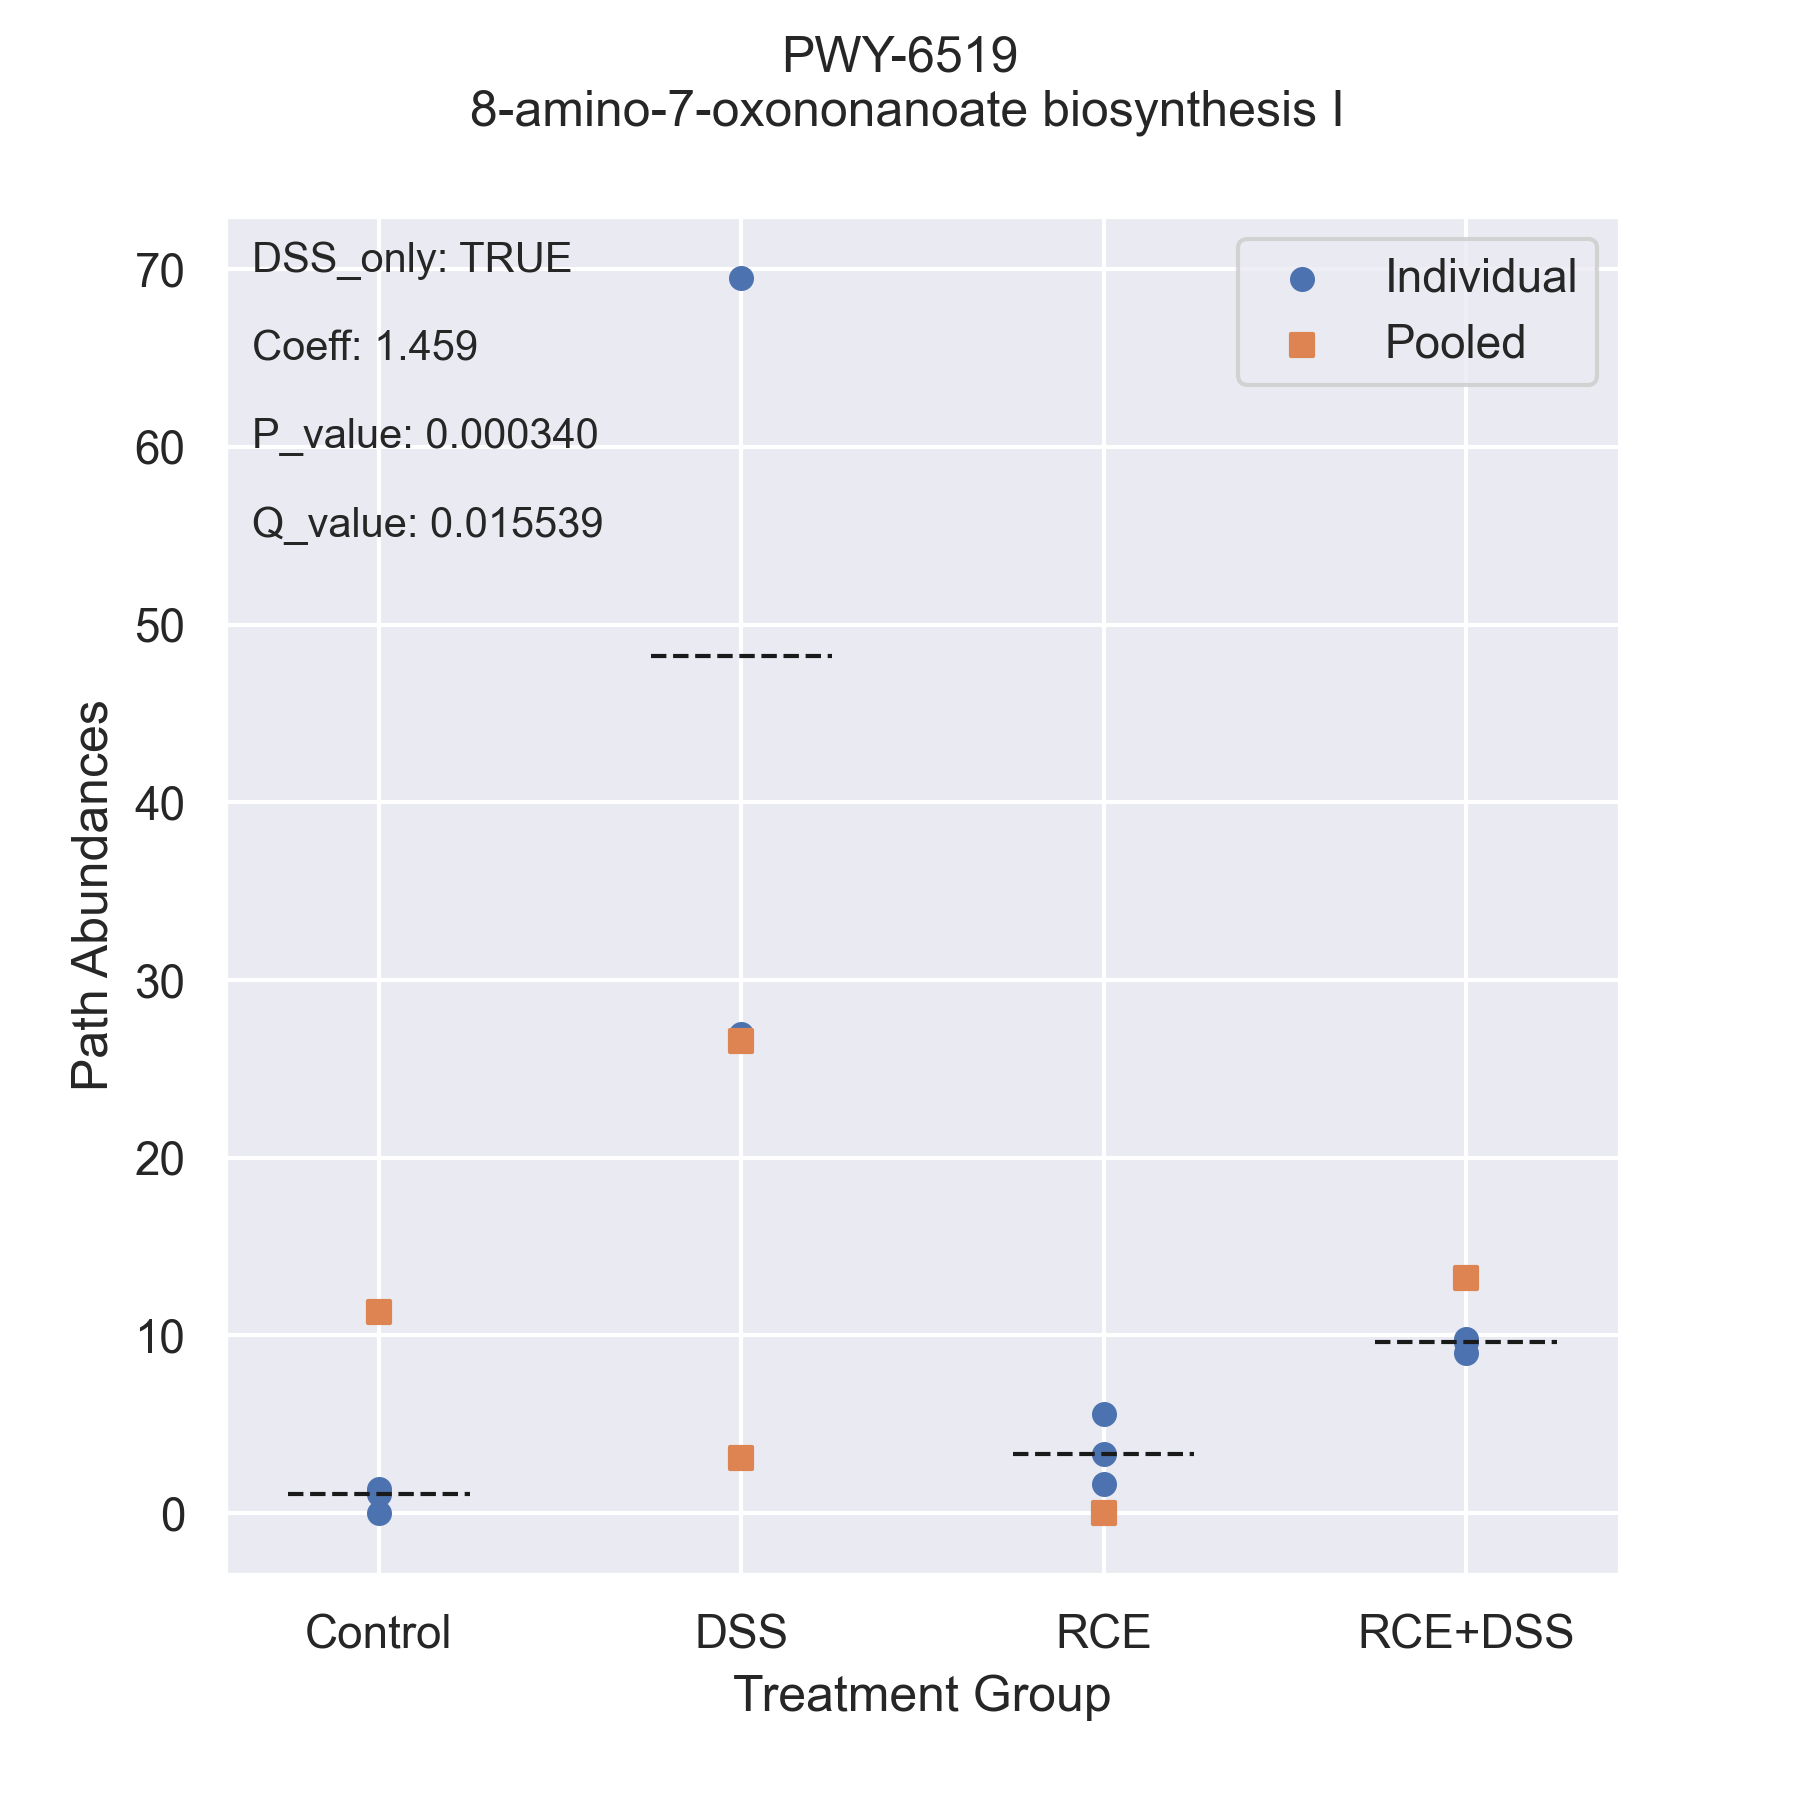 PWY-6519
8-amino-7-oxononanoate biosynthesis I
DSS_only: TRUE
Coeff: 1.459
P_value: 0.000340
Q_value: 0.015539
Individual
Pooled
70
60
50
40
30
20
10
0
Path Abundances
Control
DSS
RCE
RCE+DSS
Treatment Group